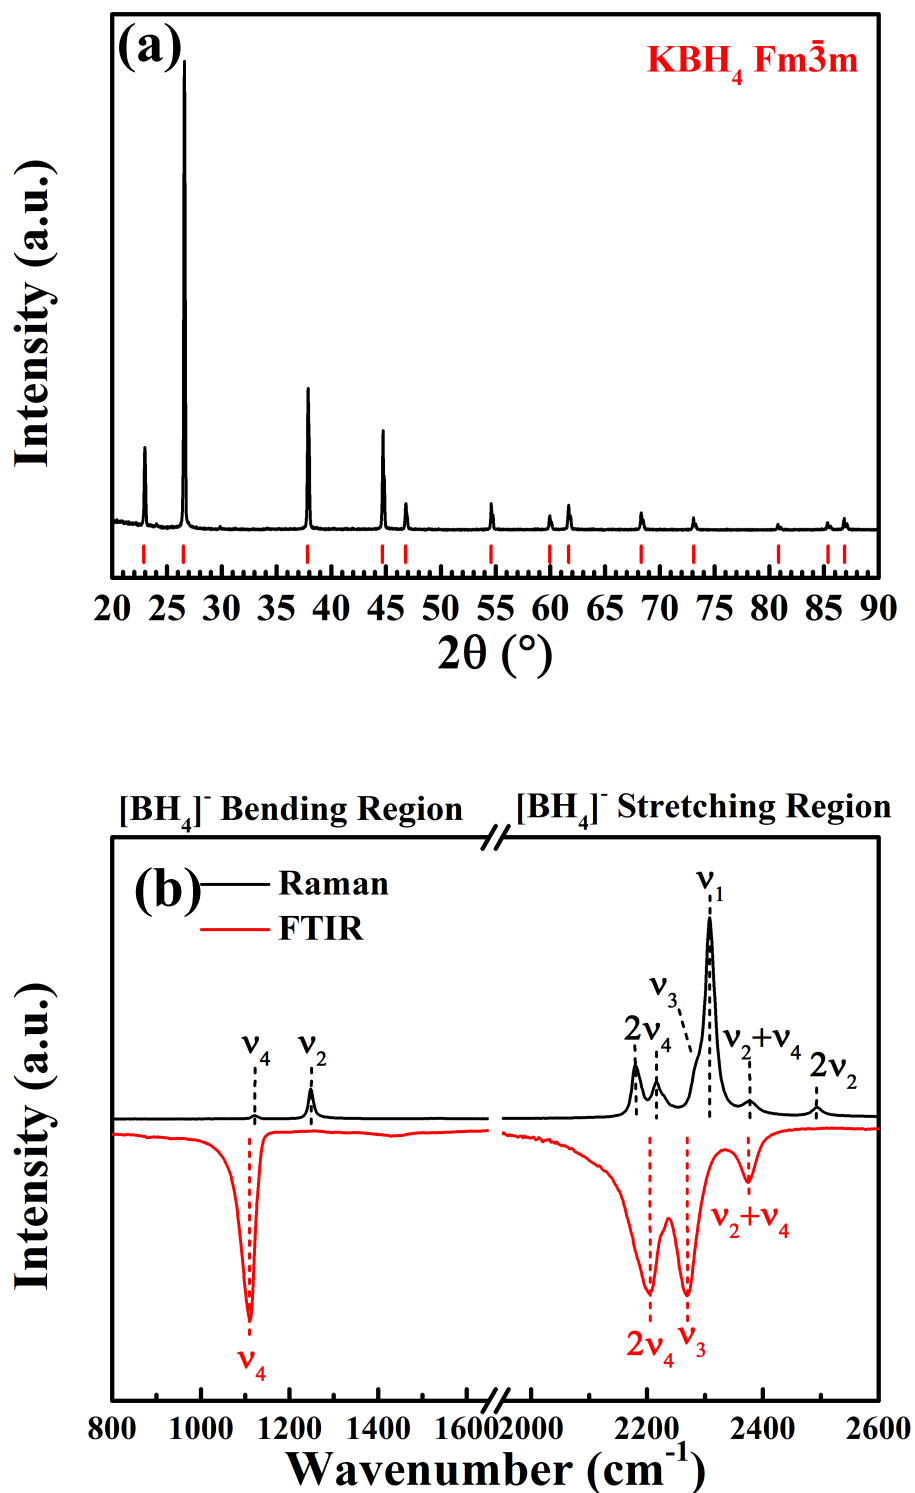 (a)
KBH₄ Fm3̄m
Intensity (a.u.)
20 25 30 35 40 45 50 55 60 65 70 75 80 85 90
2θ (°)
[BH₄]⁻ Bending Region
[BH₄]⁻ Stretching Region
(b)
Raman
FTIR
ν₁
ν₃
2ν₄
ν₂+ν₄
2ν₂
ν₄
ν₂
Intensity (a.u.)
ν₂+ν₄
2ν₄
ν₃
ν₄
800 1000 1200 1400 1600 2000 2200 2400 2600
Wavenumber (cm⁻¹)